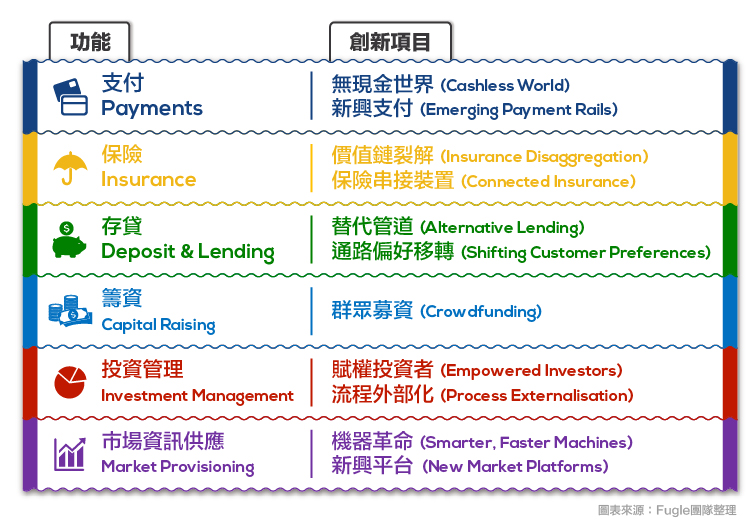 功能
創新項目
支付
Payments
無現金世界 (Cashless World)
新興支付 (Emerging Payment Rails)
保險
Insurance
價值鏈裂解 (Insurance Disaggregation)
保險串接裝置 (Connected Insurance)
存貸
Deposit & Lending
替代管道 (Alternative Lending)
通路偏好移轉 (Shifting Customer Preferences)
籌資
Capital Raising
群眾募資 (Crowdfunding)
投資管理
Investment Management
賦權投資者 (Empowered Investors)
流程外部化 (Process Externalisation)
市場資訊供應
Market Provisioning
機器革命 (Smarter, Faster Machines)
新興平台 (New Market Platforms)
圖表來源：Fugle團隊整理